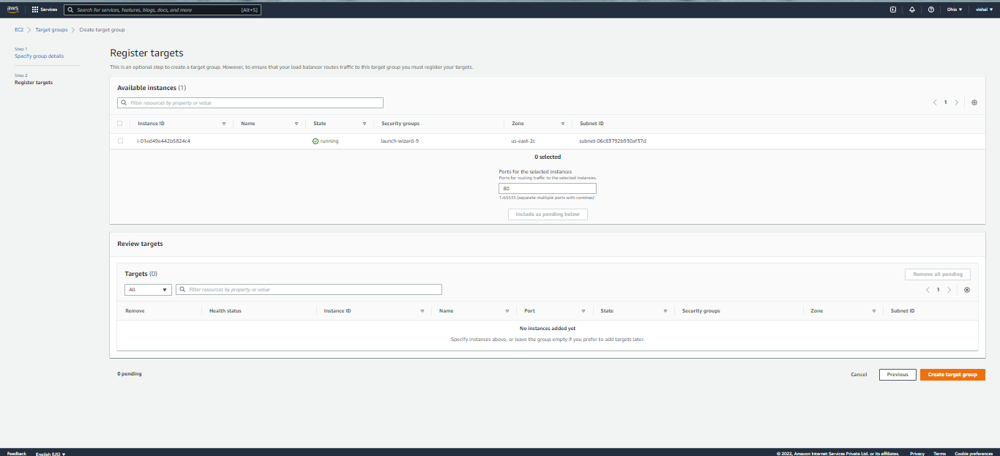 aws Services Search for services, features, blogs, docs, and more [Alt+S] Ohio vishal
EC2 Target groups Create target group
Step 1
Specify group details
Step 2
Register targets
Register targets
This is an optional step to create a target group. However, to ensure that your load balancer routes traffic to this target group you must register your targets.
Available instances (1)
Filter resources by property or value
1
Instance ID Name State Security groups Zone Subnet ID
i-01ed49e442b5824c4 running launch-wizard-9 us-east-2c subnet-06c83792b930af37d
0 selected
Ports for the selected instances
Ports for routing traffic to the selected instances.
80
1-65535 (separate multiple ports with commas)
Include as pending below
Review targets
Targets (0)
Remove all pending
All Filter resources by property or value
1
Remove Health status Instance ID Name Port State Security groups Zone Subnet ID
No instances added yet
Specify instances above, or leave the group empty if you prefer to add targets later.
0 pending
Cancel Previous Create target group
Feedback English (US) © 2022, Amazon Internet Services Private Ltd. or its affiliates. Privacy Terms Cookie preferences